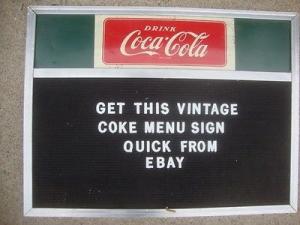 DRINK
Coca-Cola
GET THIS VINTAGE
COKE MENU SIGN
QUICK FROM
EBAY